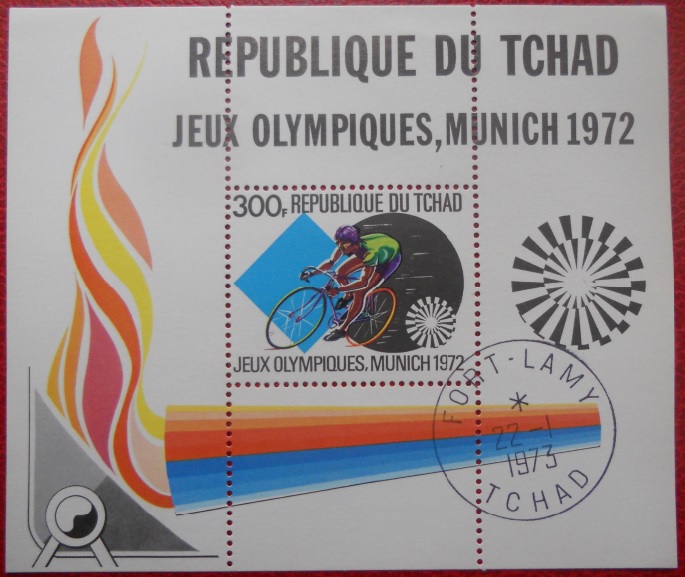 REPUBLIQUE DU TCHAD
JEUX OLYMPIQUES, MUNICH 1972
300F REPUBLIQUE DU TCHAD
JEUX OLYMPIQUES, MUNICH 1972
FORT-LAMY
*
22-1
1973
TCHAD